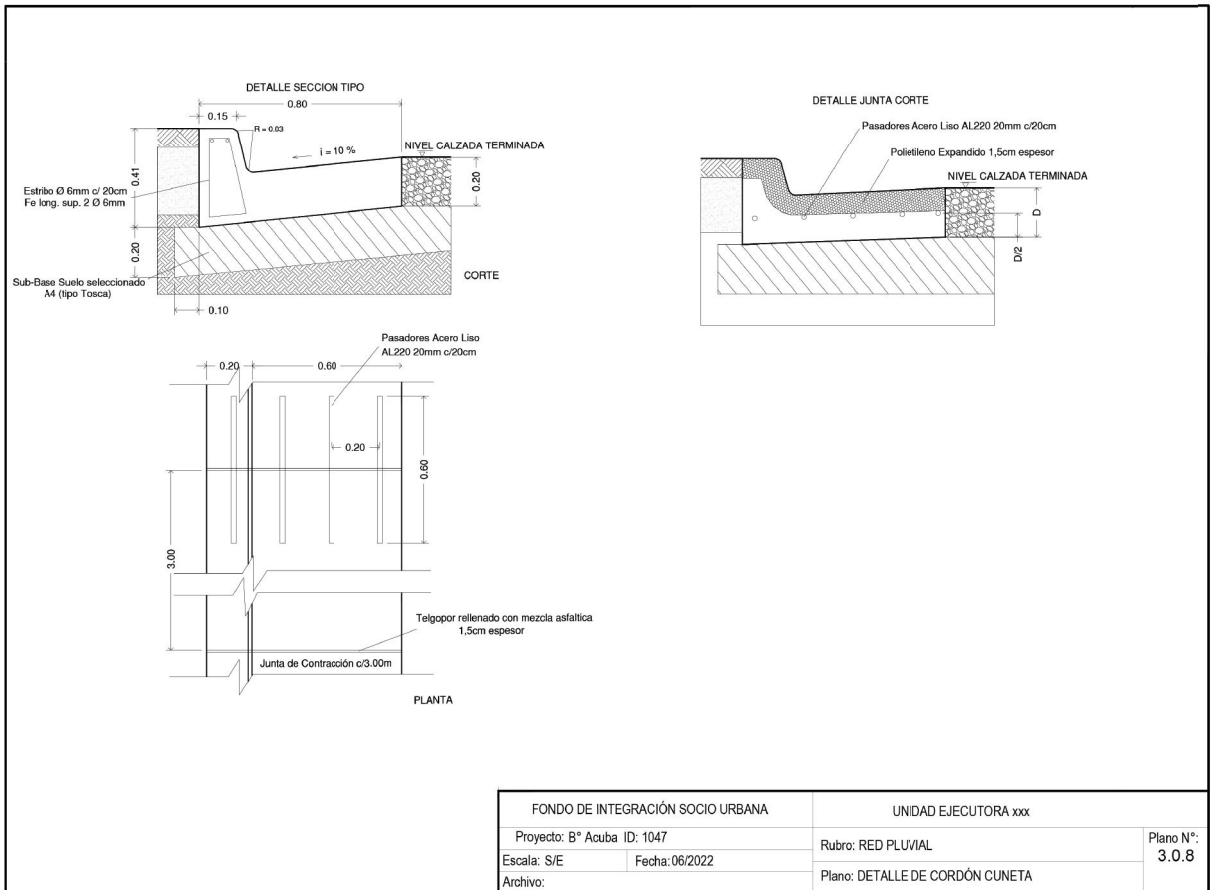 DETALLE SECCION TIPO
0.80
0.15
R = 0.03
i = 10 %
NIVEL CALZADA TERMINADA
0.41
0.20
Estribo Ø 6mm c/ 20cm
Fe long. sup. 2 Ø 6mm
0.20
Sub-Base Suelo seleccionado
A4 (tipo Tosca)
CORTE
0.10
DETALLE JUNTA CORTE
Pasadores Acero Liso AL220 20mm c/20cm
Polietileno Expandido 1,5cm espesor
NIVEL CALZADA TERMINADA
D
D/2
Pasadores Acero Liso
AL220 20mm c/20cm
0.20
0.60
0.20
0.60
3.00
Telgopor rellenado con mezcla asfaltica
1,5cm espesor
Junta de Contracción c/3.00m
PLANTA
FONDO DE INTEGRACIÓN SOCIO URBANA
UNIDAD EJECUTORA xxx
Proyecto: B° Acuba ID: 1047
Rubro: RED PLUVIAL
Plano N°:
3.0.8
Escala: S/E
Fecha: 06/2022
Archivo:
Plano: DETALLE DE CORDÓN CUNETA